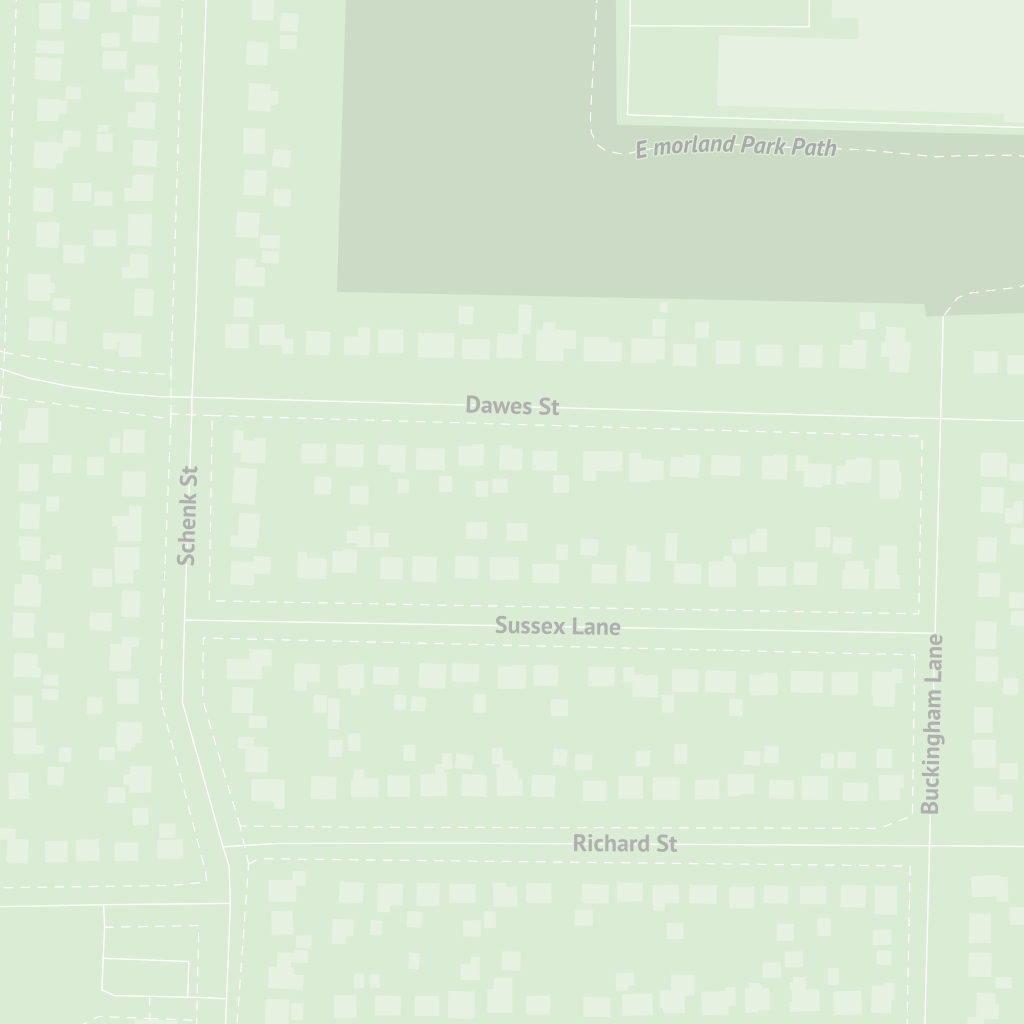 E morland Park Path
Dawes St
Schenk St
Sussex Lane
Buckingham Lane
Richard St